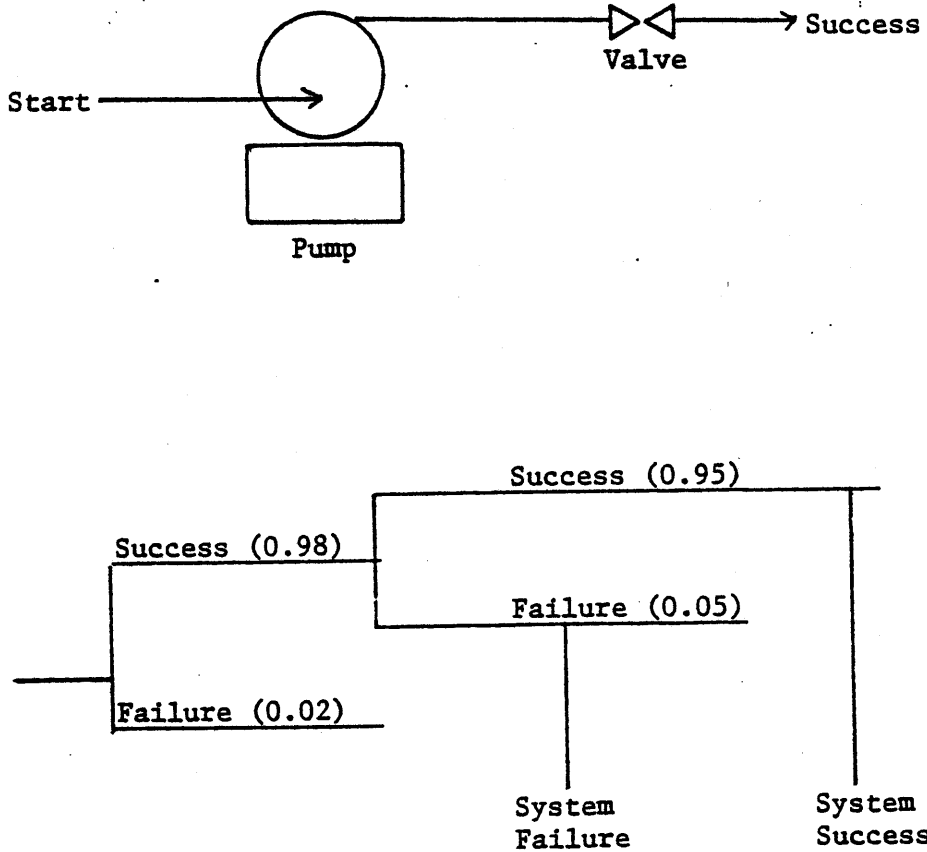 Success
Valve
Start
Pump
Success (0.95)
Success (0.98)
Failure (0.05)
Failure (0.02)
System
Failure
System
Success